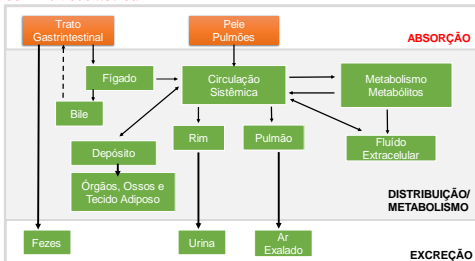 Trato
Gastrintestinal
Pele
Pulmões
ABSORÇÃO
Fígado
Circulação
Sistêmica
Metabolismo
Metabólitos
Bile
Rim
Pulmão
Fluído
Extracelular
Depósito
Órgãos, Ossos e
Tecido Adiposo
DISTRIBUIÇÃO/
METABOLISMO
Fezes
Urina
Ar
Exalado
EXCREÇÃO